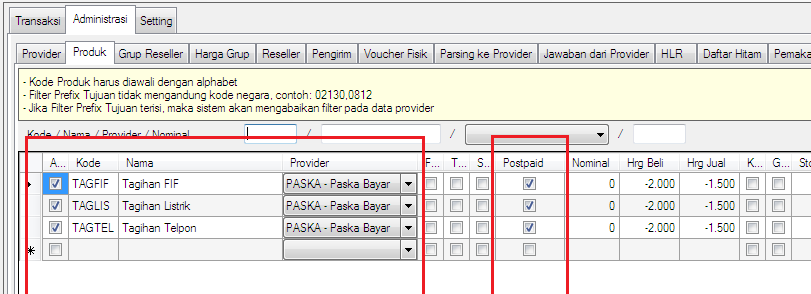 Transaksi Administrasi Setting
Provider Produk Grup Reseller Harga Grup Reseller Pengirim Voucher Fisik Parsing ke Provider Jawaban dari Provider HLR Daftar Hitam Pemaka
- Kode Produk harus diawali dengan alphabet
- Filter Prefix Tujuan tidak mengandung kode negara, contoh: 02130,0812
- Jika Filter Prefix Tujuan terisi, maka sistem akan mengabaikan filter pada data provider
Kode / Nama / Provider / Nominal / / /
A... Kode Nama Provider F... T... S... Postpaid Nominal Hrg Beli Hrg Jual K... G... Sto
TAGFIF Tagihan FIF PASKA - Paska Bayar 0 -2.000 -1.500
TAGLIS Tagihan Listrik PASKA - Paska Bayar 0 -2.000 -1.500
TAGTEL Tagihan Telpon PASKA - Paska Bayar 0 -2.000 -1.500